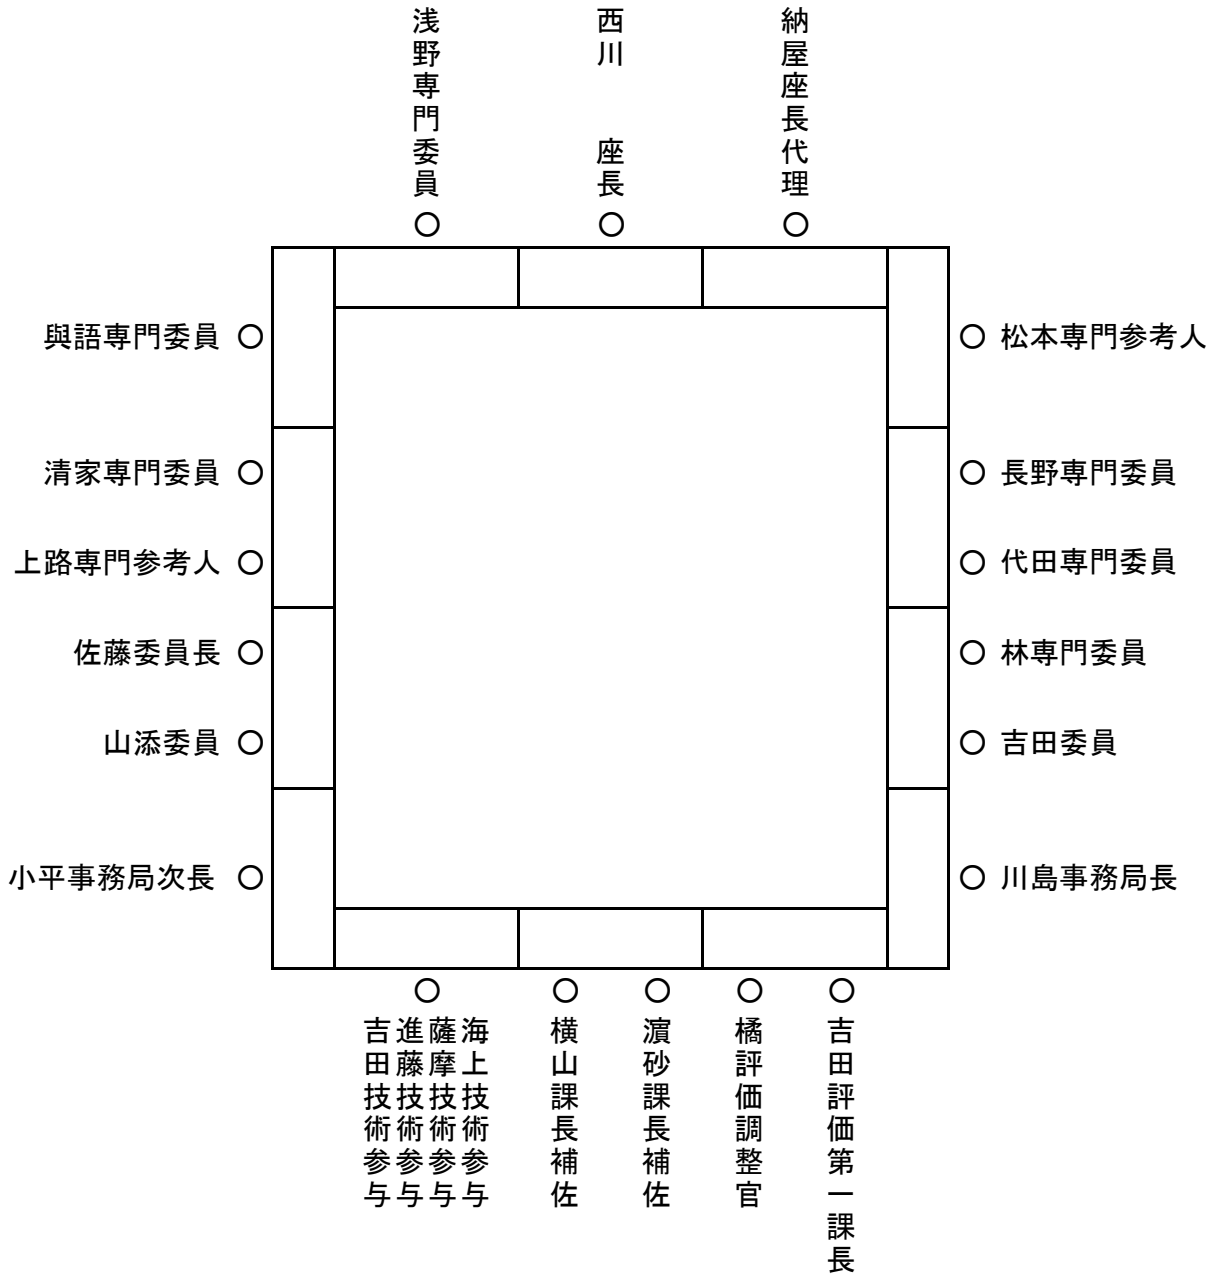 浅野専門委員
西川　座長
納屋座長代理
與語専門委員
松本専門参考人
清家専門委員
長野専門委員
上路専門参考人
代田専門委員
佐藤委員長
林専門委員
山添委員
吉田委員
小平事務局次長
川島事務局長
吉田技術参与
進藤技術参与
薩摩技術参与
海上技術参与
横山課長補佐
濵砂課長補佐
橘評価調整官
吉田評価第一課長